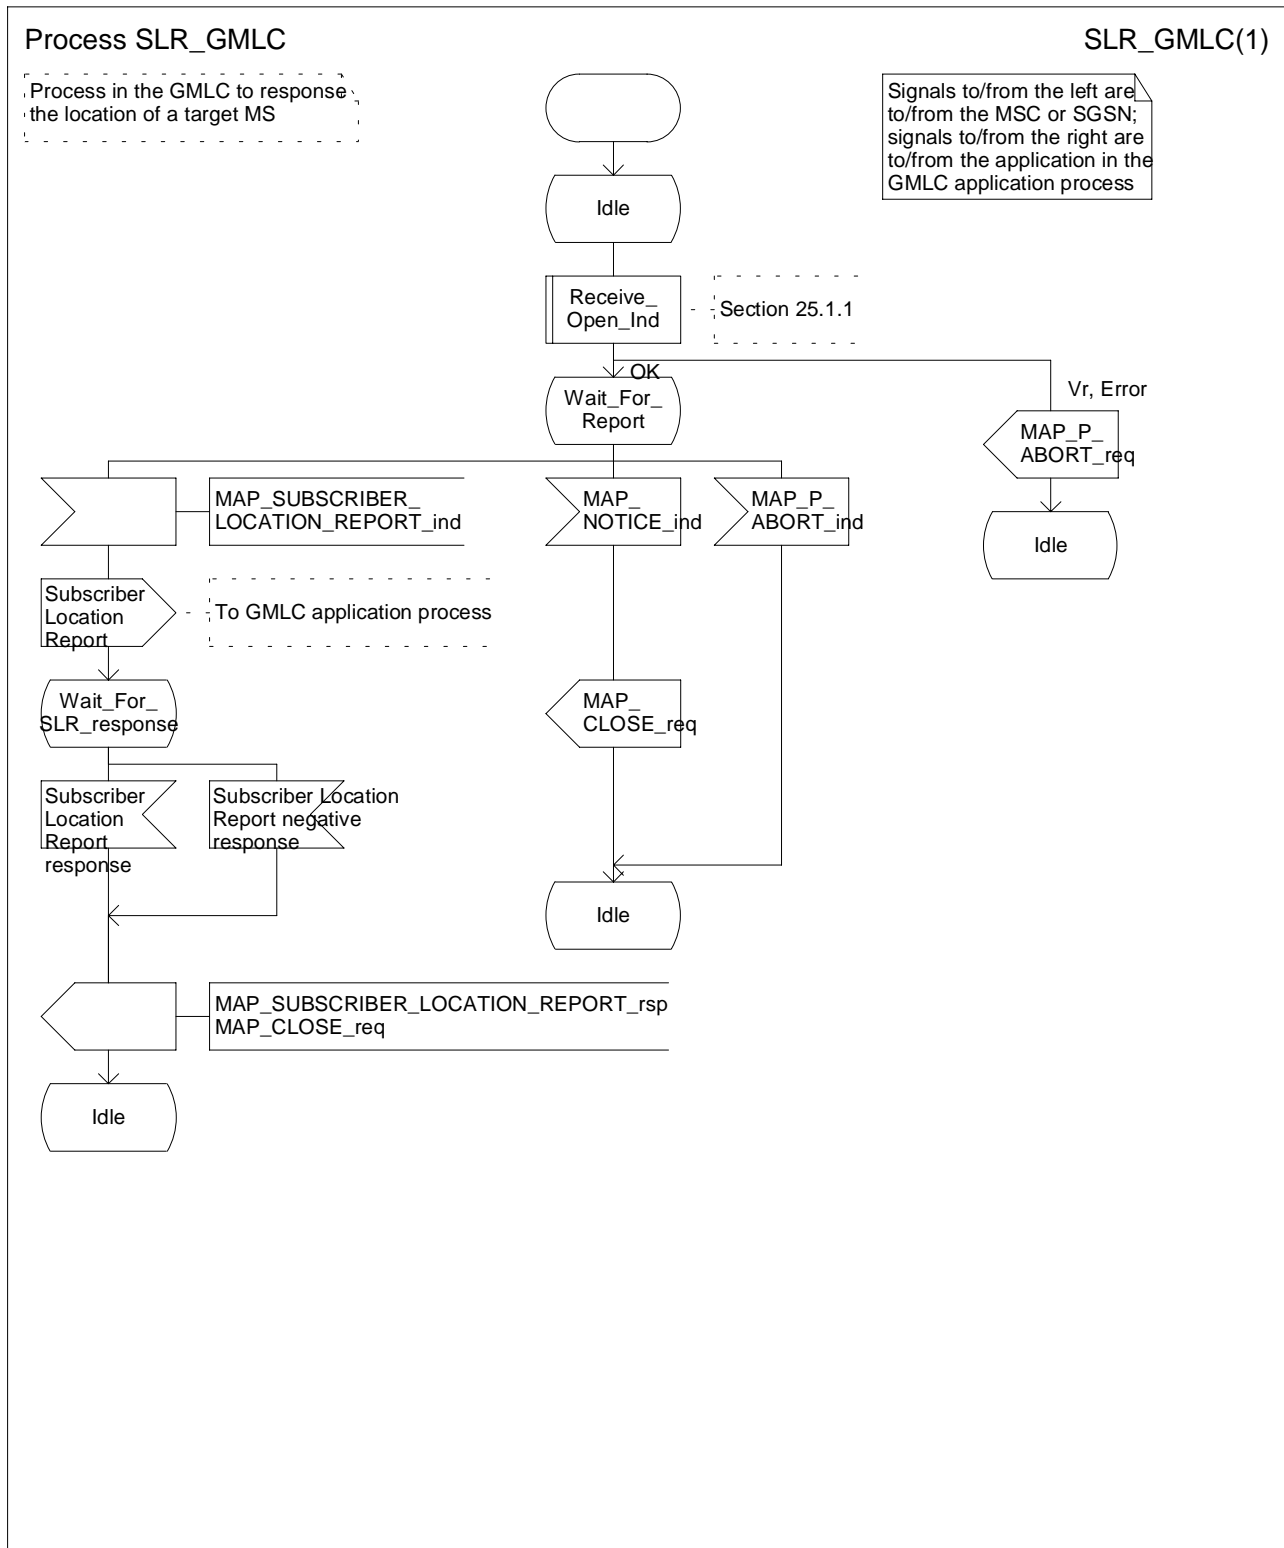 Process SLR_GMLC
SLR_GMLC(1)
Process in the GMLC to response
the location of a target MS
Signals to/from the left are
to/from the MSC or SGSN;
signals to/from the right are
to/from the application in the
GMLC application process
Idle
Receive_
Open_Ind
Section 25.1.1
OK
Vr, Error
Wait_For_
Report
MAP_P_
ABORT_req
Idle
MAP_SUBSCRIBER_
LOCATION_REPORT_ind
MAP_
NOTICE_ind
MAP_P_
ABORT_ind
Subscriber
Location
Report
To GMLC application process
Wait_For_
SLR_response
MAP_
CLOSE_req
Subscriber
Location
Report
response
Subscriber Location
Report negative
response
Idle
MAP_SUBSCRIBER_LOCATION_REPORT_rsp
MAP_CLOSE_req
Idle